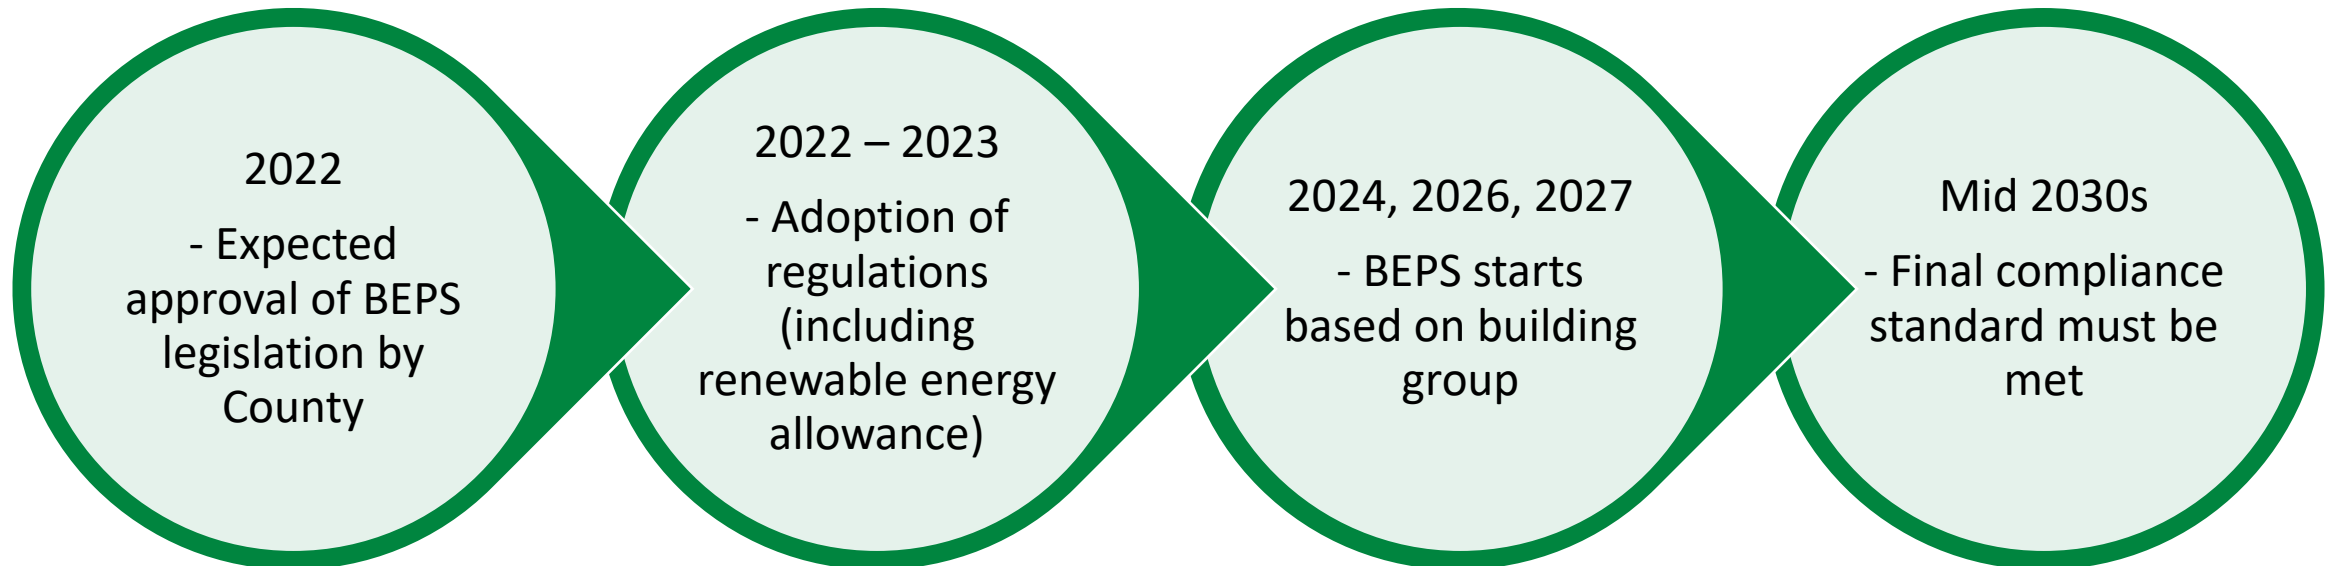 2022
- Expected
approval of BEPS
legislation by
County
2022 – 2023
- Adoption of
regulations
(including
renewable energy
allowance)
2024, 2026, 2027
- BEPS starts
based on building
group
Mid 2030s
- Final compliance
standard must be
met